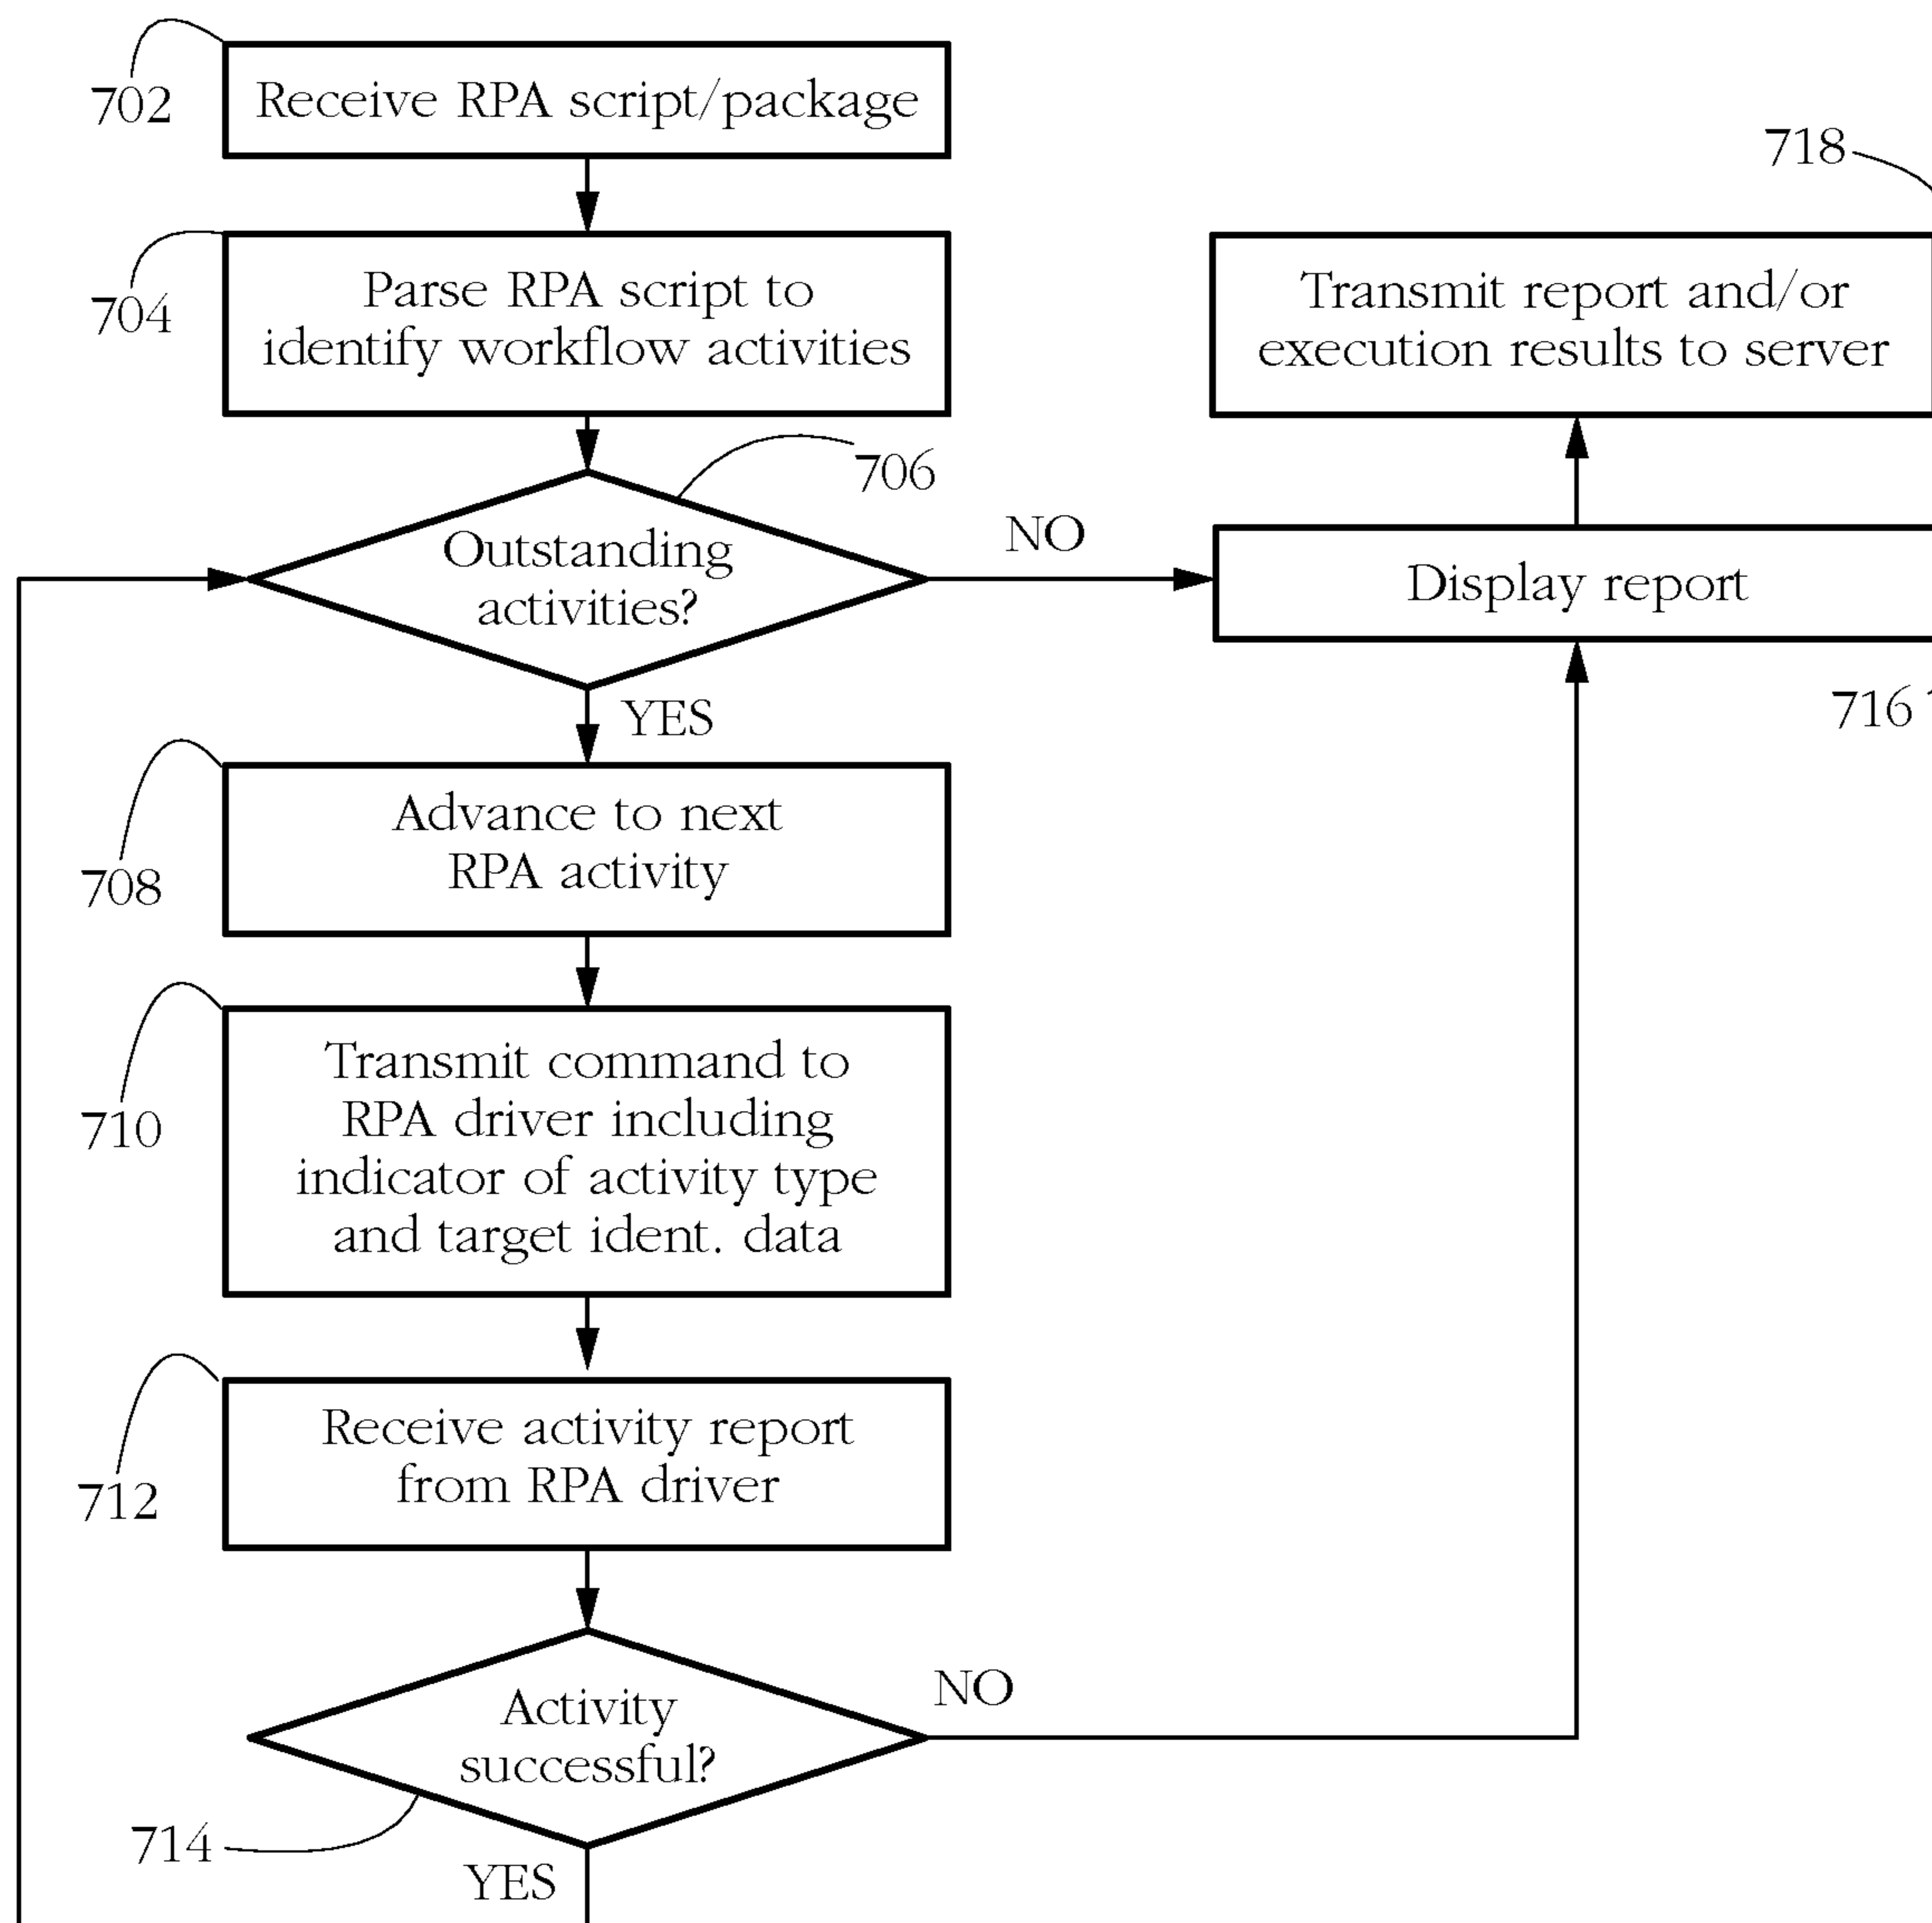 702
Receive RPA script/package
718
704
Parse RPA script to
identify workflow activities
Transmit report and/or
execution results to server
706
Outstanding
activities?
NO
Display report
YES
716
708
Advance to next
RPA activity
710
Transmit command to
RPA driver including
indicator of activity type
and target ident. data
712
Receive activity report
from RPA driver
Activity
successful?
NO
714
YES